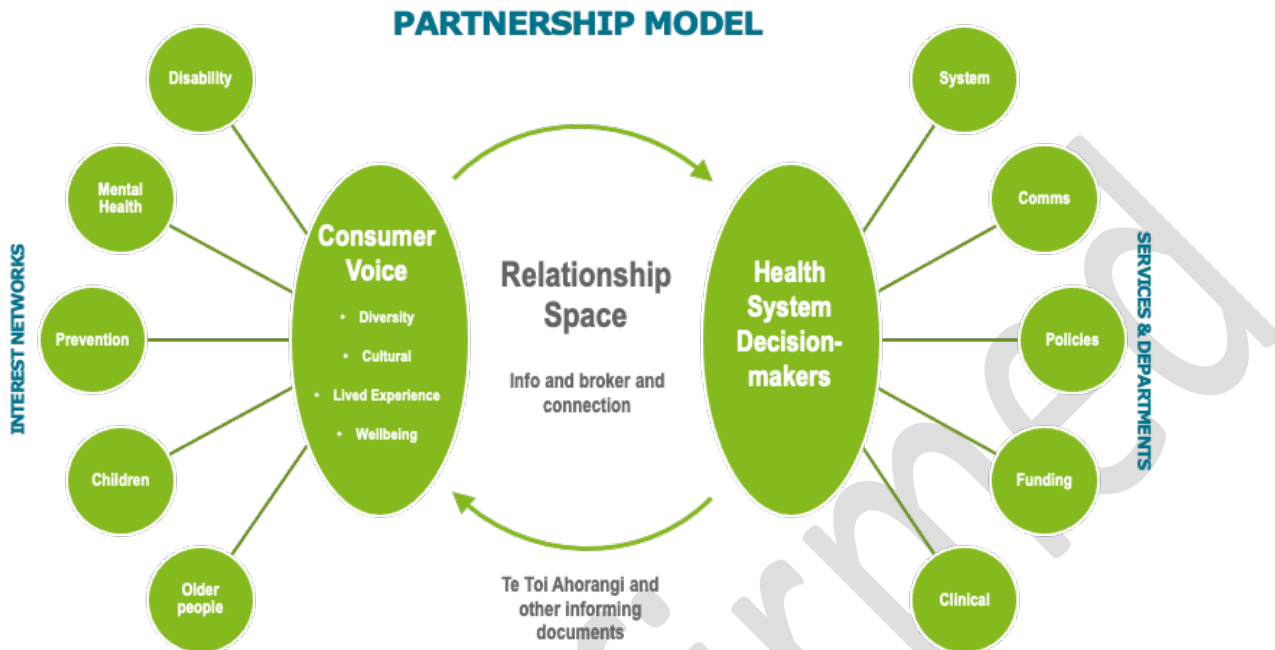 PARTNERSHIP MODEL
INTEREST NETWORKS
Disability
Mental
Health
Prevention
Children
Older
people
Consumer
Voice
• Diversity
• Cultural
• Lived Experience
• Wellbeing
Relationship
Space
Info and broker and
connection
Te Toi Ahorangi and
other informing
documents
Health
System
Decision-
makers
System
Comms
Policies
Funding
Clinical
SERVICES & DEPARTMENTS